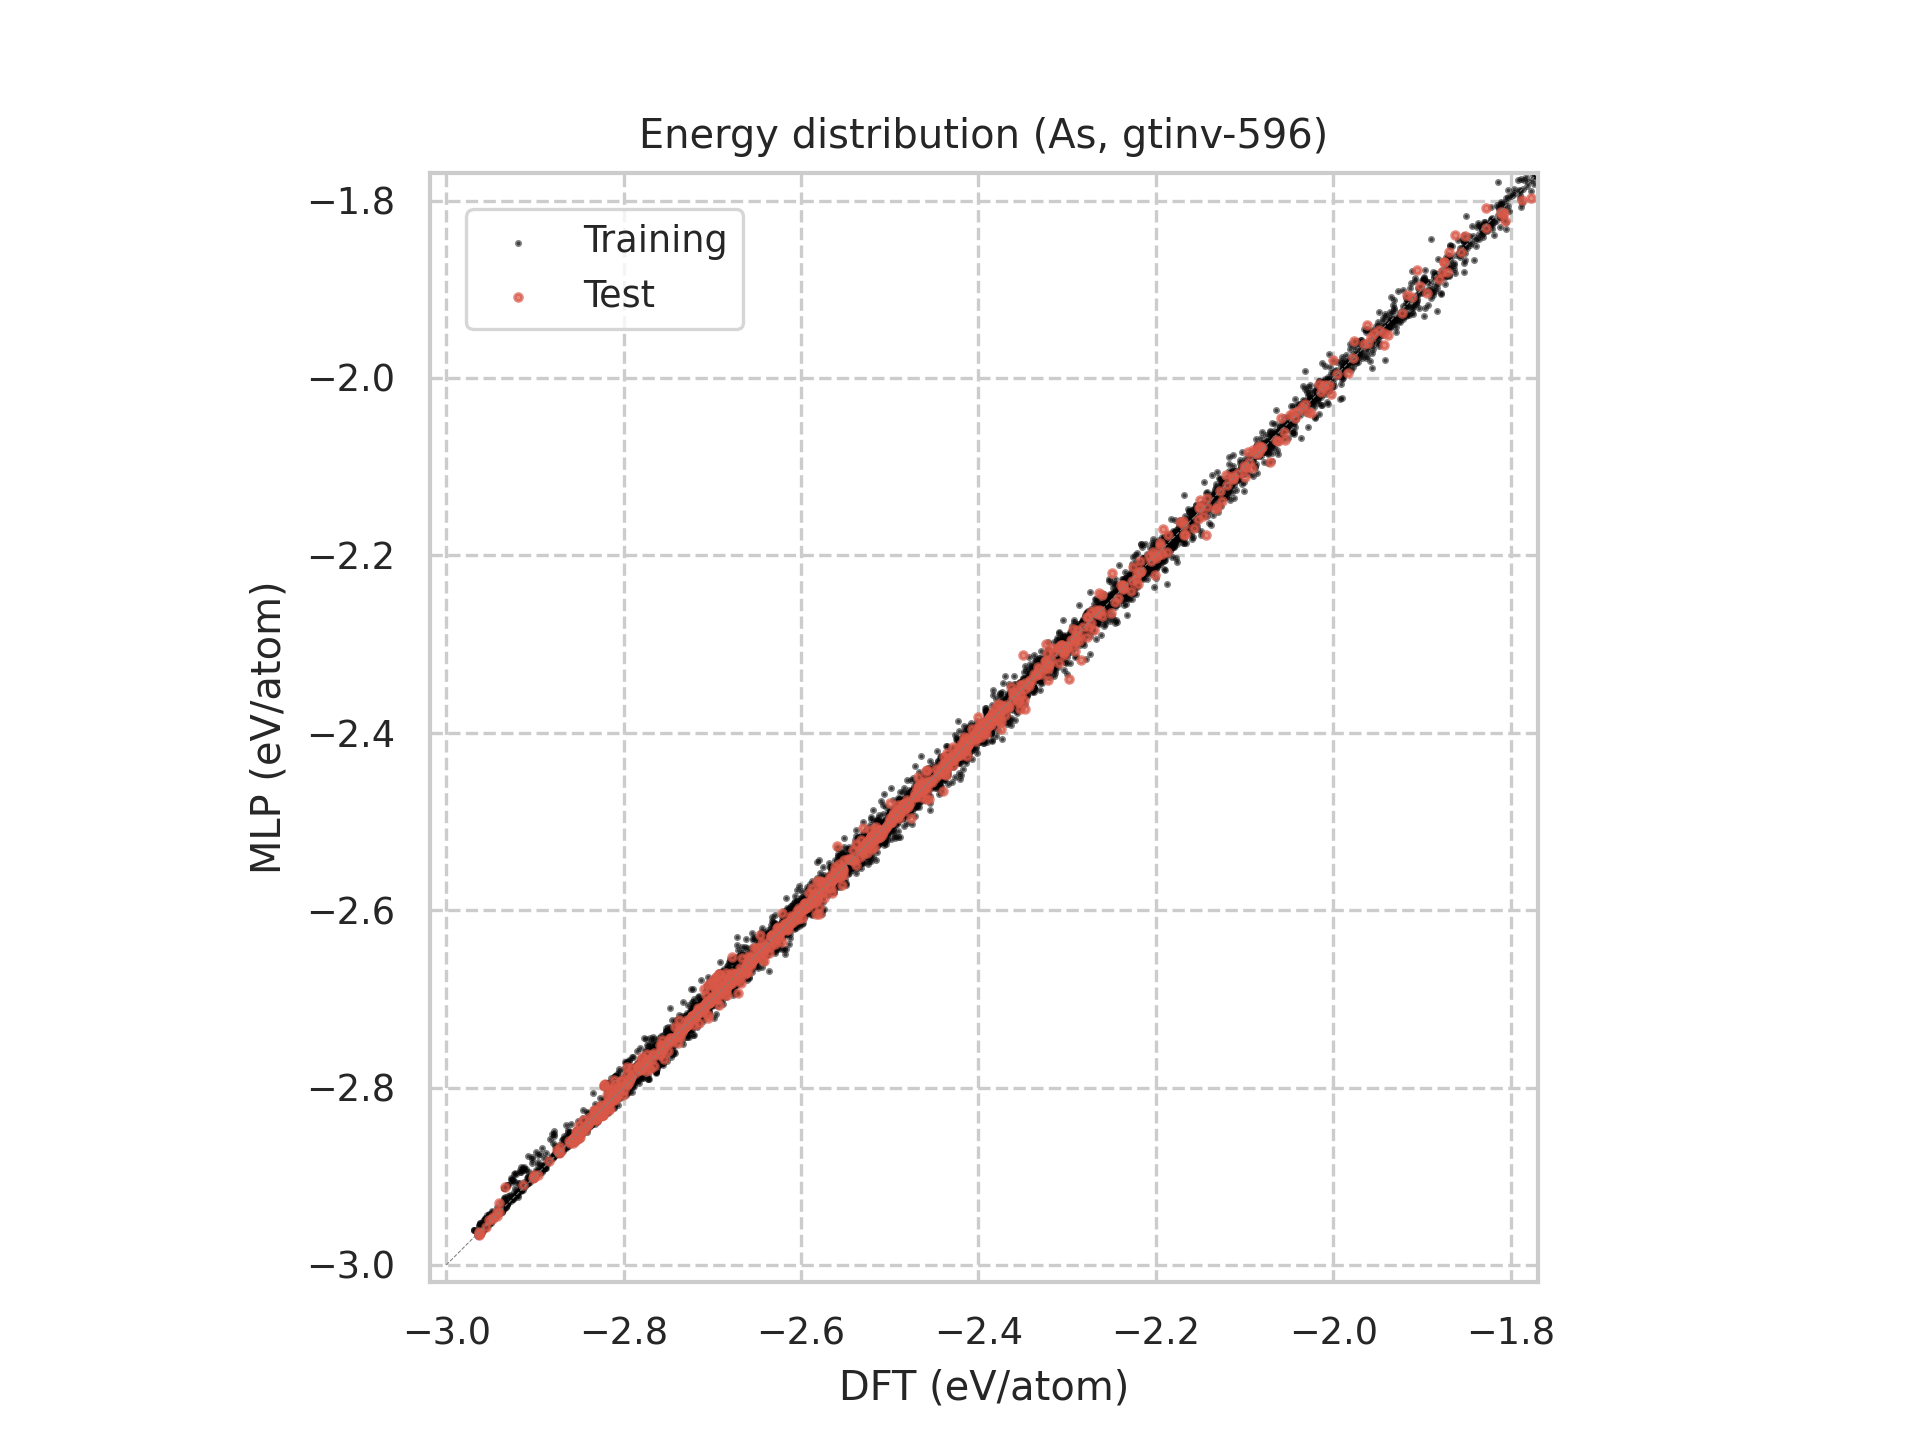 Energy distribution (As, gtinv-596)
Training
Test
MLP (eV/atom)
−1.8
−2.0
−2.2
−2.4
−2.6
−2.8
−3.0
−3.0 −2.8 −2.6 −2.4 −2.2 −2.0 −1.8
DFT (eV/atom)